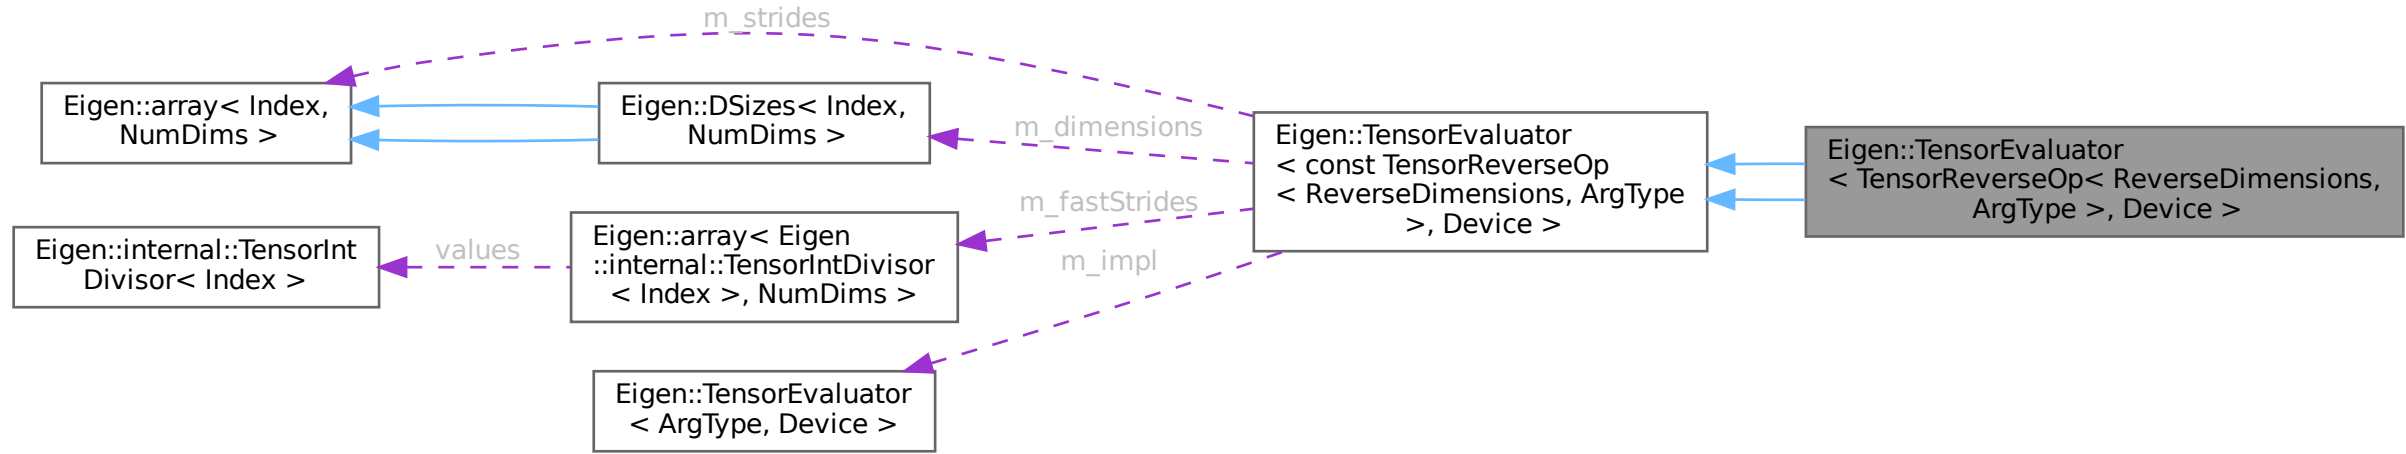 m_strides
Eigen::array< Index,
NumDims >
Eigen::DSizes< Index,
NumDims >
m_dimensions
Eigen::TensorEvaluator
< const TensorReverseOp
< ReverseDimensions, ArgType
>, Device >
Eigen::TensorEvaluator
< TensorReverseOp< ReverseDimensions,
ArgType >, Device >
m_fastStrides
Eigen::internal::TensorInt
Divisor< Index >
values
Eigen::array< Eigen
::internal::TensorIntDivisor
< Index >, NumDims >
m_impl
Eigen::TensorEvaluator
< ArgType, Device >